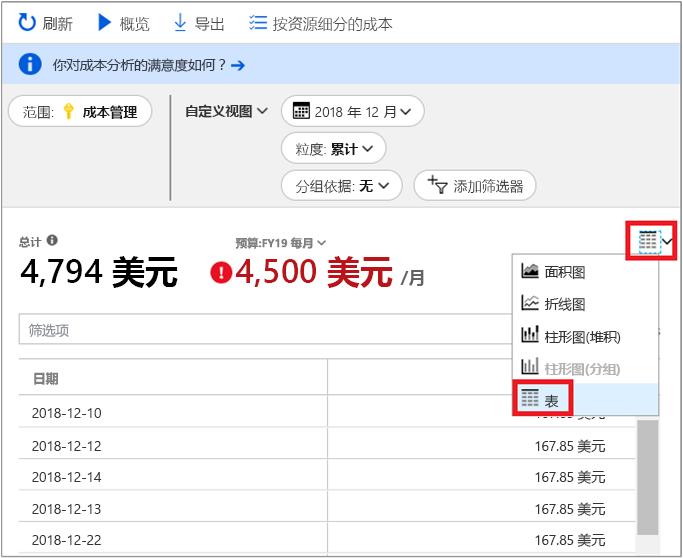 刷新 概览 导出 按资源细分的成本
你对成本分析的满意度如何？
范围: 成本管理 自定义视图 2018 年 12 月
粒度: 累计
分组依据: 无 添加筛选器
总计 预算:FY19 每月
4,794 美元 4,500 美元 /月
面积图
折线图
筛选项
柱形图(堆积)
日期 柱形图(分组)
表
2018-12-10 167.85 美元
2018-12-12 167.85 美元
2018-12-14 167.85 美元
2018-12-13 167.85 美元
2018-12-22 167.85 美元